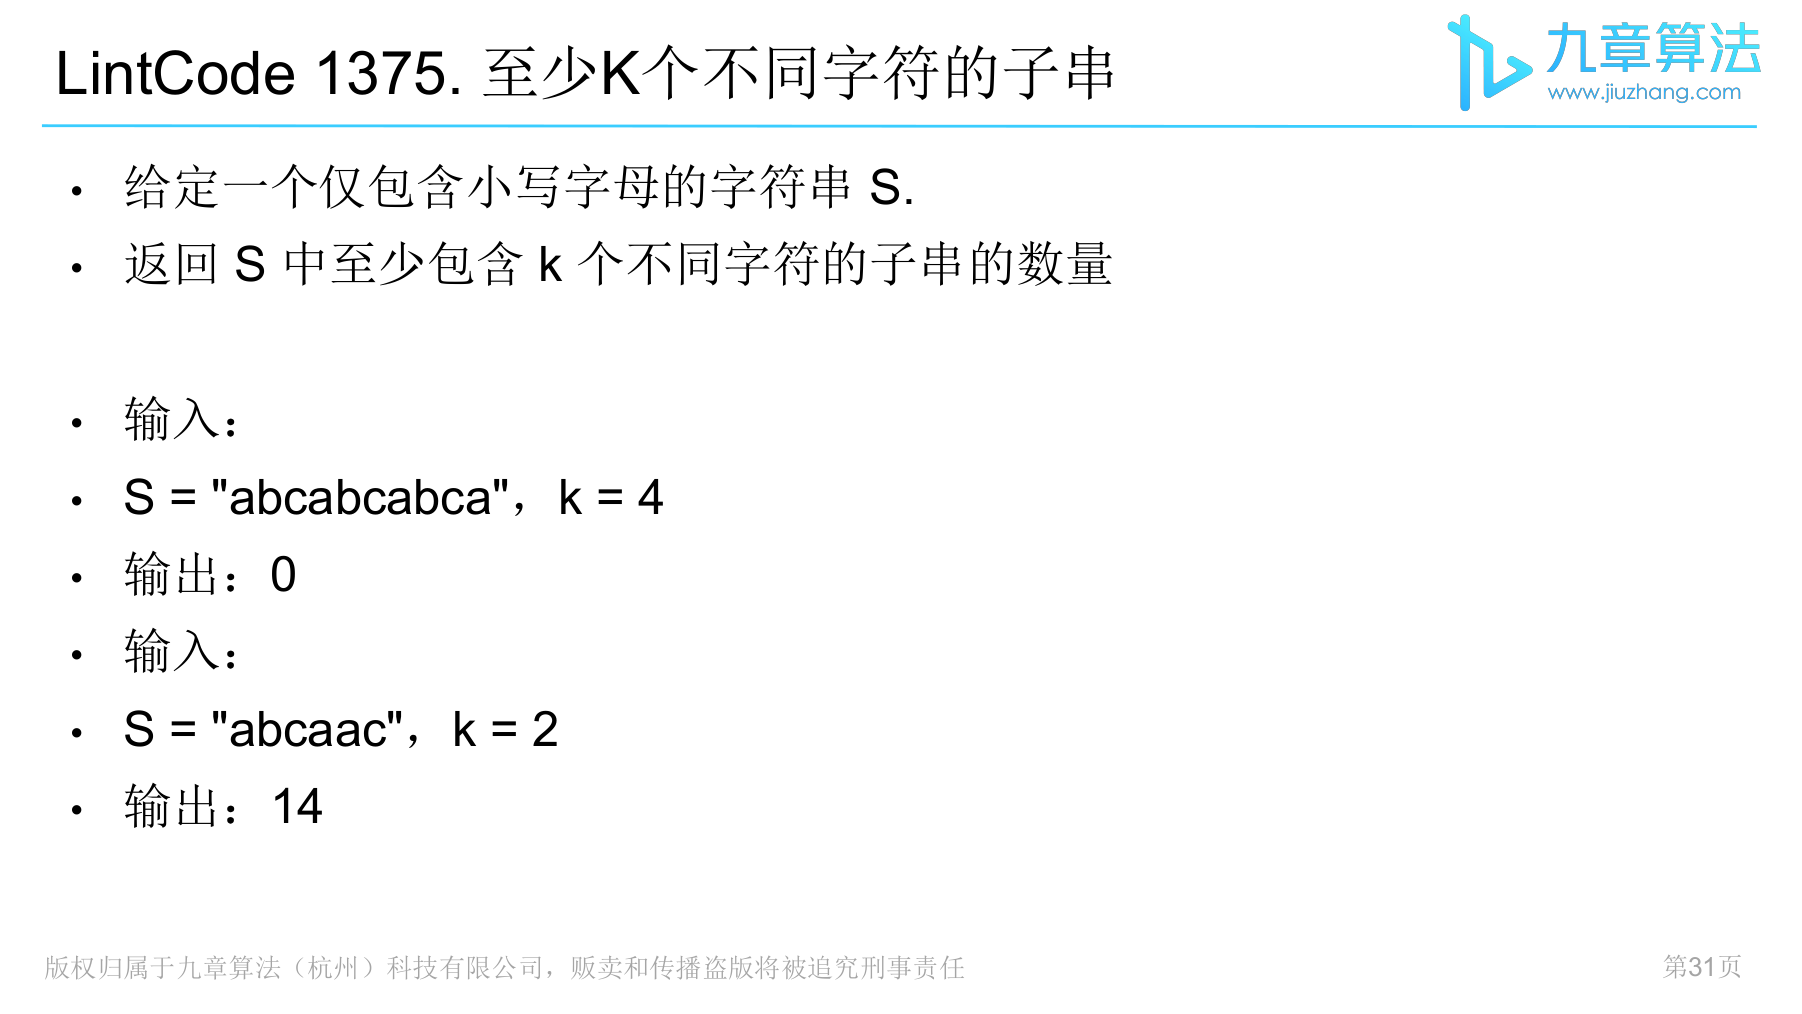 LintCode 1375. 至少K个不同字符的子串
九章算法
www.jiuzhang.com
• 给定一个仅包含小写字母的字符串 S.
• 返回 S 中至少包含 k 个不同字符的子串的数量
• 输入：
• S = "abcabcabca"，k = 4
• 输出：0
• 输入：
• S = "abcaac"，k = 2
• 输出：14
版权归属于九章算法（杭州）科技有限公司，贩卖和传播盗版将被追究刑事责任
第31页